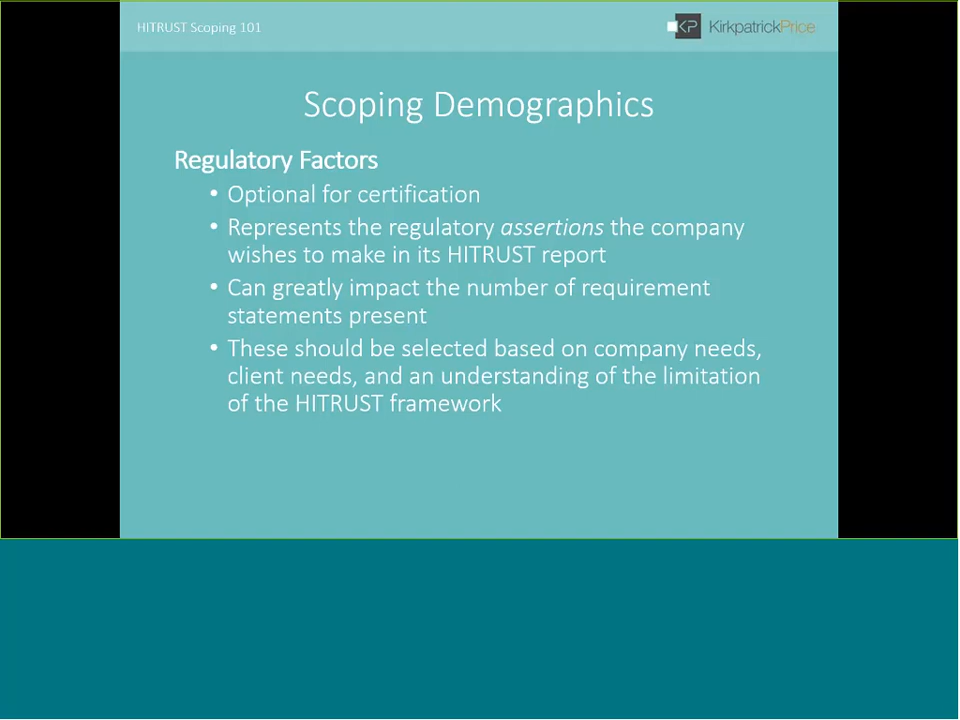 HITRUST Scoping 101
KP KirkpatrickPrice
Scoping Demographics
Regulatory Factors
• Optional for certification
• Represents the regulatory assertions the company
wishes to make in its HITRUST report
• Can greatly impact the number of requirement
statements present
• These should be selected based on company needs,
client needs, and an understanding of the limitation
of the HITRUST framework